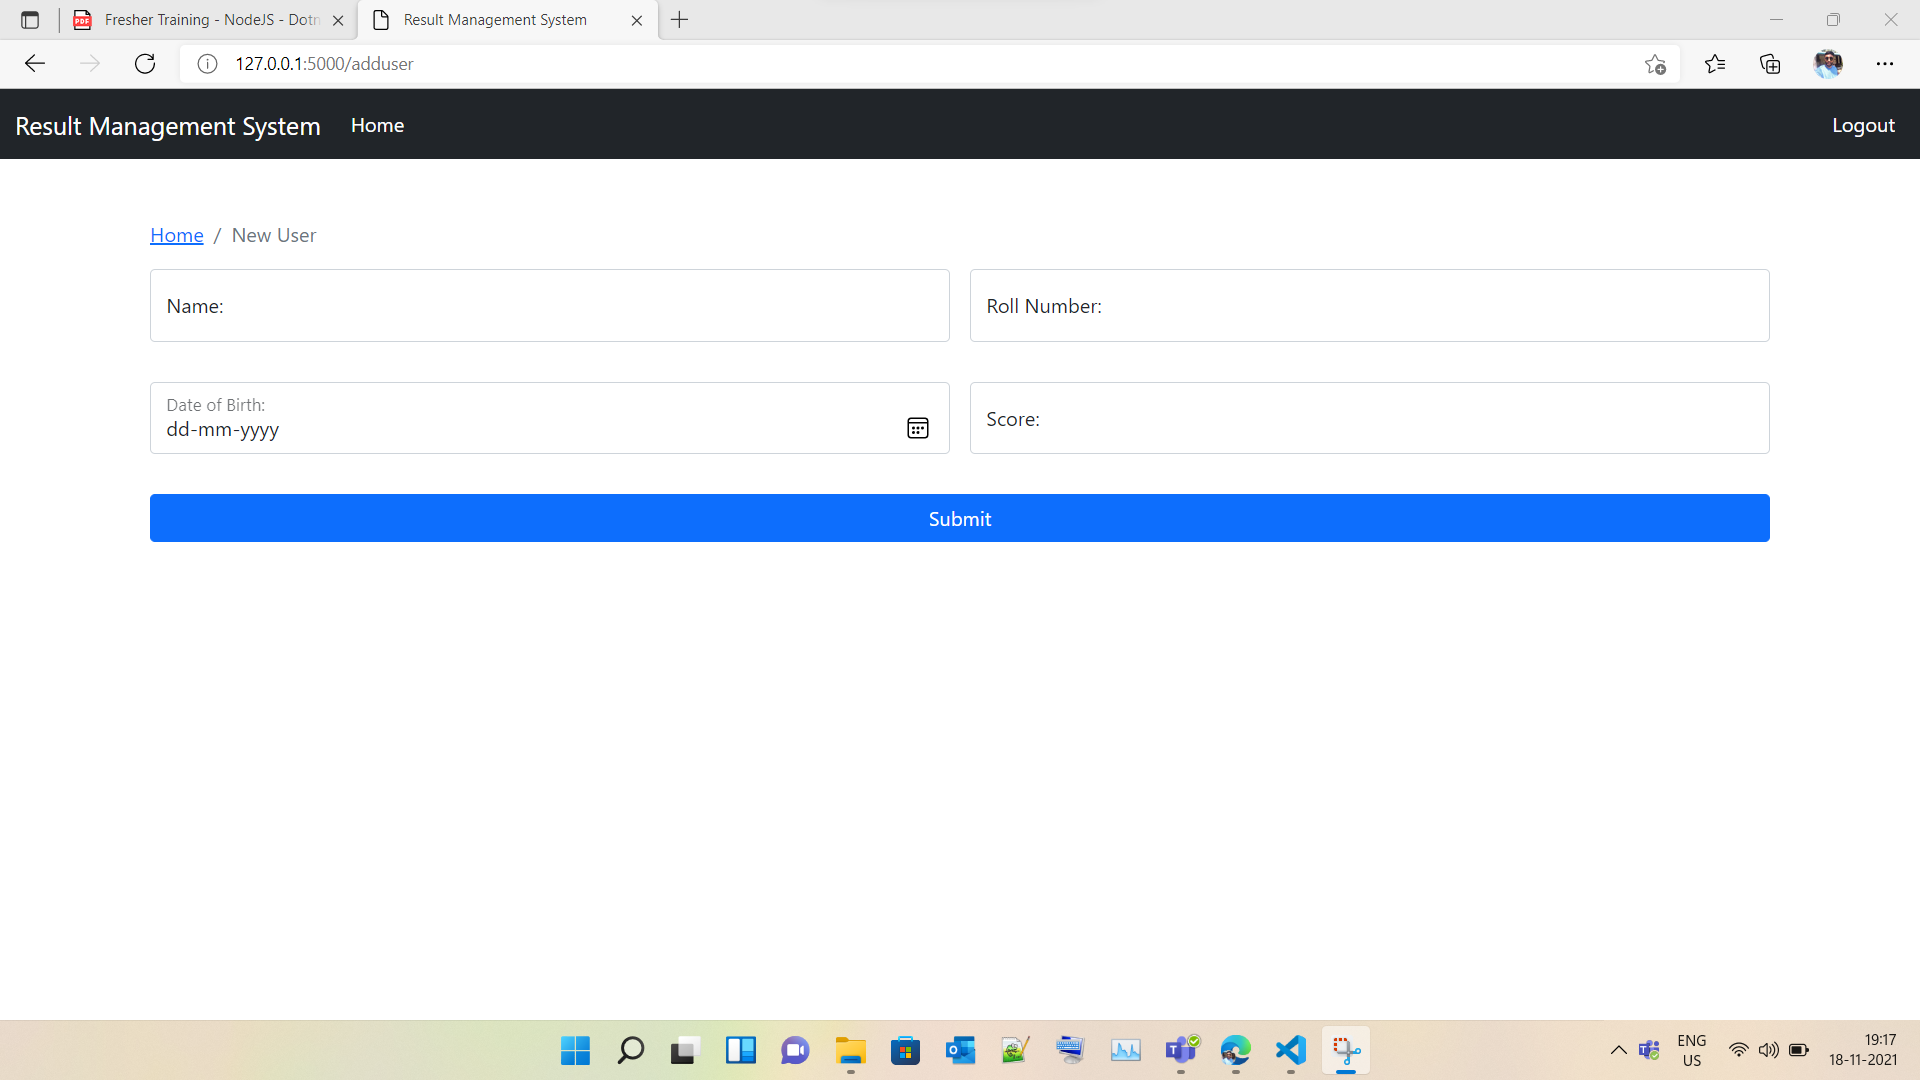 Fresher Training - NodeJS - Dotn
Result Management System
127.0.0.1:5000/adduser
Result Management System Home Logout
Home / New User
Name: Roll Number:
Date of Birth:
dd-mm-yyyy
Score:
Submit
ENG
US
19:17
18-11-2021